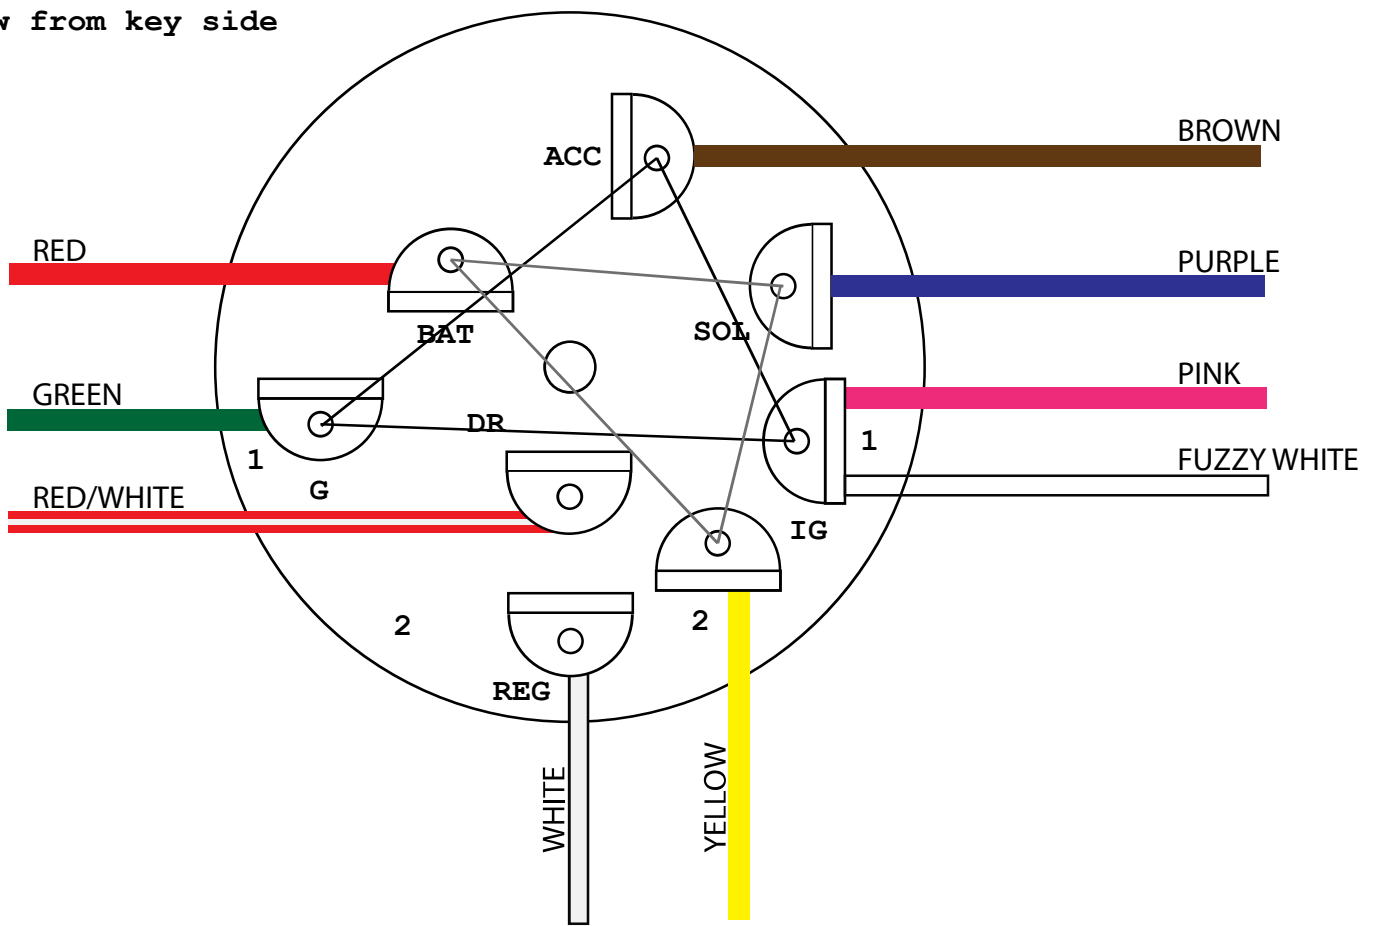 from key side
BROWN
ACC
RED
PURPLE
BAT
SOL
PINK
GREEN
DR
1
1
FUZZY WHITE
G
RED/WHITE
IG
2
2
REG
WHITE
YELLOW